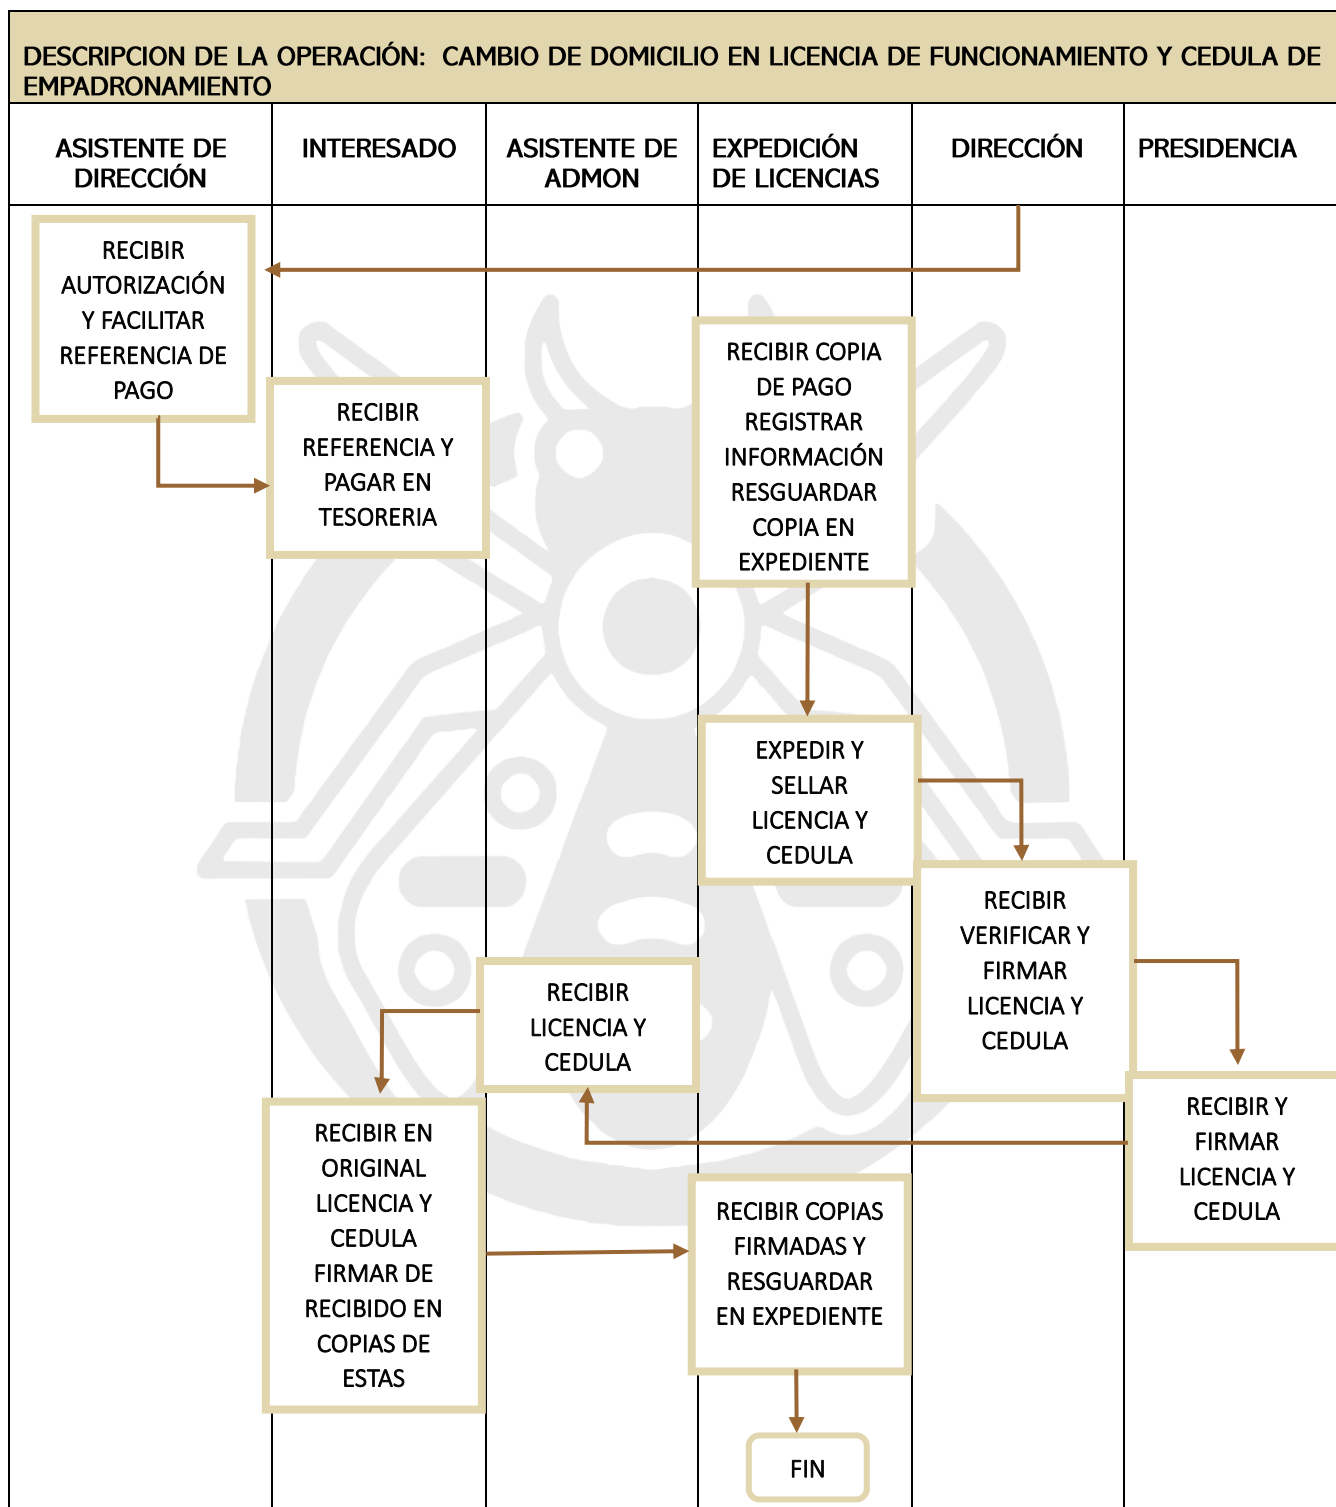 DESCRIPCION DE LA OPERACIÓN:  CAMBIO DE DOMICILIO EN LICENCIA DE FUNCIONAMIENTO Y CEDULA DE
EMPADRONAMIENTO
ASISTENTE DE
DIRECCIÓN
INTERESADO
ASISTENTE DE
ADMON
EXPEDICIÓN
DE LICENCIAS
DIRECCIÓN
PRESIDENCIA
RECIBIR
AUTORIZACIÓN
Y FACILITAR
REFERENCIA DE
PAGO
RECIBIR
REFERENCIA Y
PAGAR EN
TESORERIA
RECIBIR COPIA
DE PAGO
REGISTRAR
INFORMACIÓN
RESGUARDAR
COPIA EN
EXPEDIENTE
EXPEDIR Y
SELLAR
LICENCIA Y
CEDULA
RECIBIR
VERIFICAR Y
FIRMAR
LICENCIA Y
CEDULA
RECIBIR Y
FIRMAR
LICENCIA Y
CEDULA
RECIBIR
LICENCIA Y
CEDULA
RECIBIR EN
ORIGINAL
LICENCIA Y
CEDULA
FIRMAR DE
RECIBIDO EN
COPIAS DE
ESTAS
RECIBIR COPIAS
FIRMADAS Y
RESGUARDAR
EN EXPEDIENTE
FIN